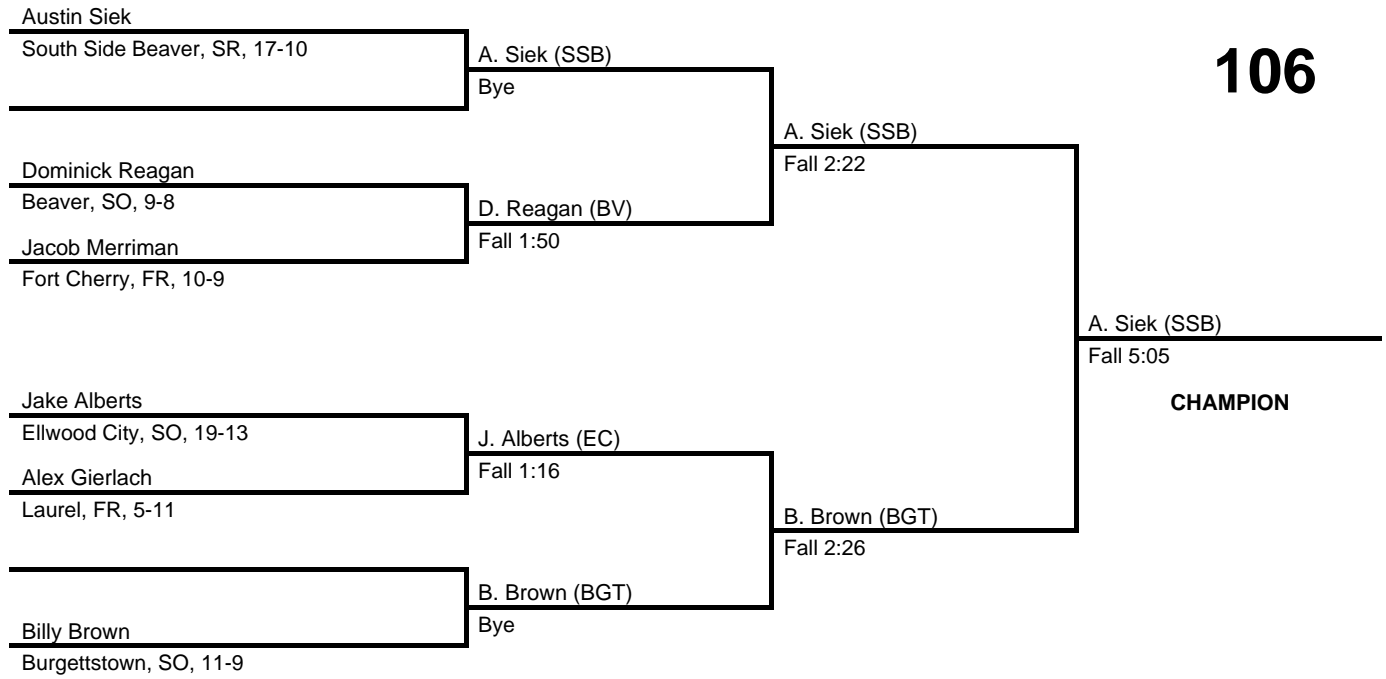 Austin Siek
South Side Beaver, SR, 17-10
A. Siek (SSB)
Bye
106
A. Siek (SSB)
Fall 2:22
Dominick Reagan
Beaver, SO, 9-8
D. Reagan (BV)
Fall 1:50
Jacob Merriman
Fort Cherry, FR, 10-9
A. Siek (SSB)
Fall 5:05
CHAMPION
Jake Alberts
Ellwood City, SO, 19-13
J. Alberts (EC)
Fall 1:16
Alex Gierlach
Laurel, FR, 5-11
B. Brown (BGT)
Fall 2:26
B. Brown (BGT)
Bye
Billy Brown
Burgettstown, SO, 11-9